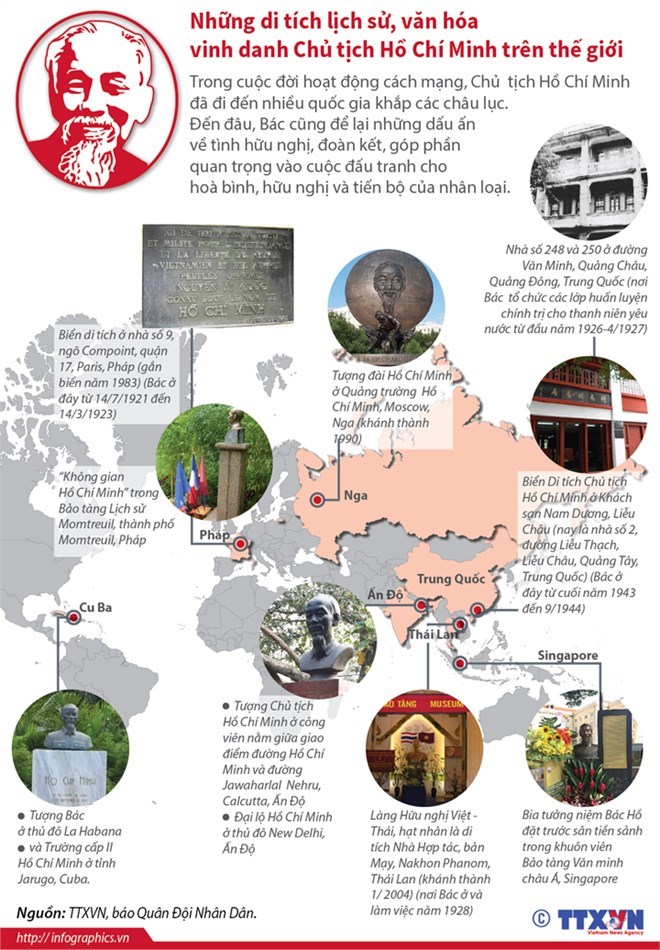 Những di tích lịch sử, văn hóa
vinh danh Chủ tịch Hồ Chí Minh trên thế giới
Trong cuộc đời hoạt động cách mạng, Chủ tịch Hồ Chí Minh
đã đi đến nhiều quốc gia khắp các châu lục.
Đến đâu, Bác cũng để lại những dấu ấn
về tình hữu nghị, đoàn kết, góp phần
quan trọng vào cuộc đấu tranh cho
hoà bình, hữu nghị và tiến bộ của nhân loại.
Nhà số 248 và 250 ở đường
Văn Minh, Quảng Châu,
Quảng Đông, Trung Quốc (nơi
Bác tổ chức các lớp huấn luyện
chính trị cho thanh niên yêu
nước từ đầu năm 1926-4/1927)
ET MILITÉ POUR L'INDÉPENDANCE
ET LA LIBERTÉ DU PEUPLE
VIETNAMIEN ET DES AUTRES
PEUPLES OPPRIMÉS
NGUYEN AI QUOC
CONNU SOUS LE NOM DE
HỒ CHÍ MINH
Biển di tích ở nhà số 9,
ngõ Compoint, quận
17, Paris, Pháp (gắn
biển năm 1983) (Bác ở
đây từ 14/7/1921 đến
14/3/1923)
Tượng đài Hồ Chí Minh
ở Quảng trường Hồ
Chí Minh, Moscow,
Nga (khánh thành
1990)
"Không gian
Hồ Chí Minh" trong
Bảo tàng Lịch sử
Momtreuil, thành phố
Momtreuil, Pháp
Biển Di tích Chủ tịch
Hồ Chí Minh ở Khách
sạn Nam Dương, Liễu
Châu (nay là nhà số 2,
đường Liễu Thạch,
Liễu Châu, Quảng Tây,
Trung Quốc) (Bác ở
đây từ cuối năm 1943
đến 9/1944)
Nga
Pháp
Trung Quốc
Ấn Độ
Cu Ba
Thái Lan
Singapore
HO CHI MINH
BẢO TÀNG MUSEUM
● Tượng Bác
ở thủ đô La Habana
● và Trường cấp II
Hồ Chí Minh ở tỉnh
Jarugo, Cuba.
● Tượng Chủ tịch
Hồ Chí Minh ở công
viên nằm giữa giao
điểm đường Hồ Chí
Minh và đường
Jawaharlal Nehru,
Calcutta, Ấn Độ
● Đại lộ Hồ Chí Minh
ở thủ đô New Delhi,
Ấn Độ
Làng Hữu nghị Việt -
Thái, hạt nhân là di
tích Nhà Hợp tác, bản
Mạy, Nakhon Phanom,
Thái Lan (khánh thành
1/ 2004) (nơi Bác ở và
làm việc năm 1928)
Bia tưởng niệm Bác Hồ
đặt trước sân tiền sảnh
trong khuôn viên
Bảo tàng Văn minh
châu Á, Singapore
Nguồn: TTXVN, báo Quân Đội Nhân Dân.
http://infographics.vn
© TTXVN
Vietnam News Agency